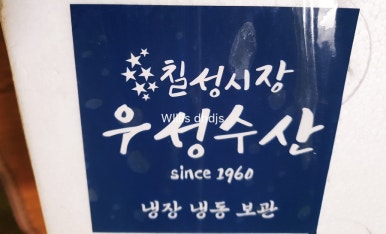 칠성시장
우성수산
since 1960
냉장 냉동 보관